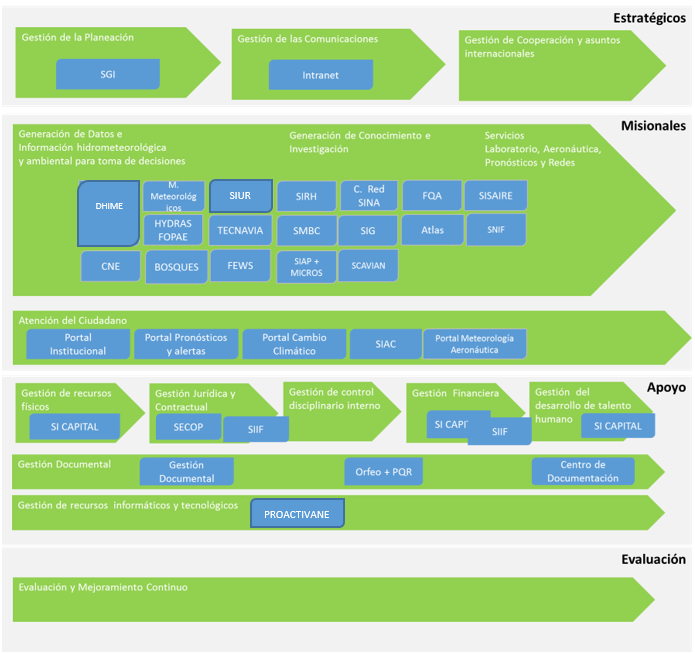 Estratégicos
Gestión de la Planeación
SGI
Gestión de las Comunicaciones
Intranet
Gestión de Cooperación y asuntos
internacionales
Misionales
Generación de Datos e
Información hidrometeorológica
y ambiental para toma de decisiones
Generación de Conocimiento e
Investigación
Servicios
Laboratorio, Aeronáutica,
Pronósticos y Redes
DHIME
M.
Meteorológ
icos
SIUR
SIRH
C. Red
SINA
FQA
SISAIRE
HYDRAS
FOPAE
TECNAVIA
SMBC
SIG
Atlas
SNIF
CNE
BOSQUES
FEWS
SIAP +
MICROS
SCAVIAN
Atención del Ciudadano
Portal
Institucional
Portal Pronósticos
y alertas
Portal Cambio
Climático
SIAC
Portal Meteorología
Aeronáutica
Apoyo
Gestión de recursos
físicos
SI CAPITAL
Gestión Jurídica y
Contractual
SECOP
SIIF
Gestión de control
disciplinario interno
Gestión Financiera
SI CAPIT
SIIF
Gestión del
desarrollo de talento
humano
SI CAPITAL
Gestión Documental
Gestión
Documental
Orfeo + PQR
Centro de
Documentación
Gestión de recursos informáticos y tecnológicos
PROACTIVANE
Evaluación
Evaluación y Mejoramiento Continuo